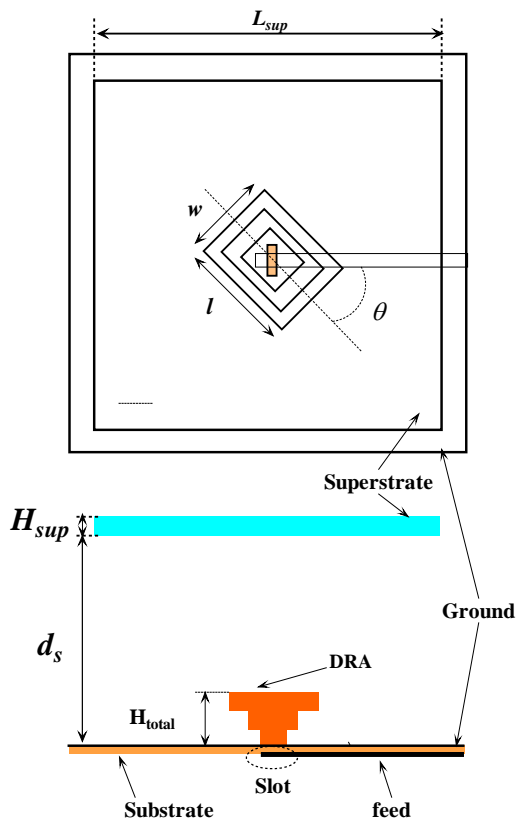 L_sup
w
l
θ
Superstrate
H_sup
Ground
d_s
DRA
H_total
Slot
Substrate
feed